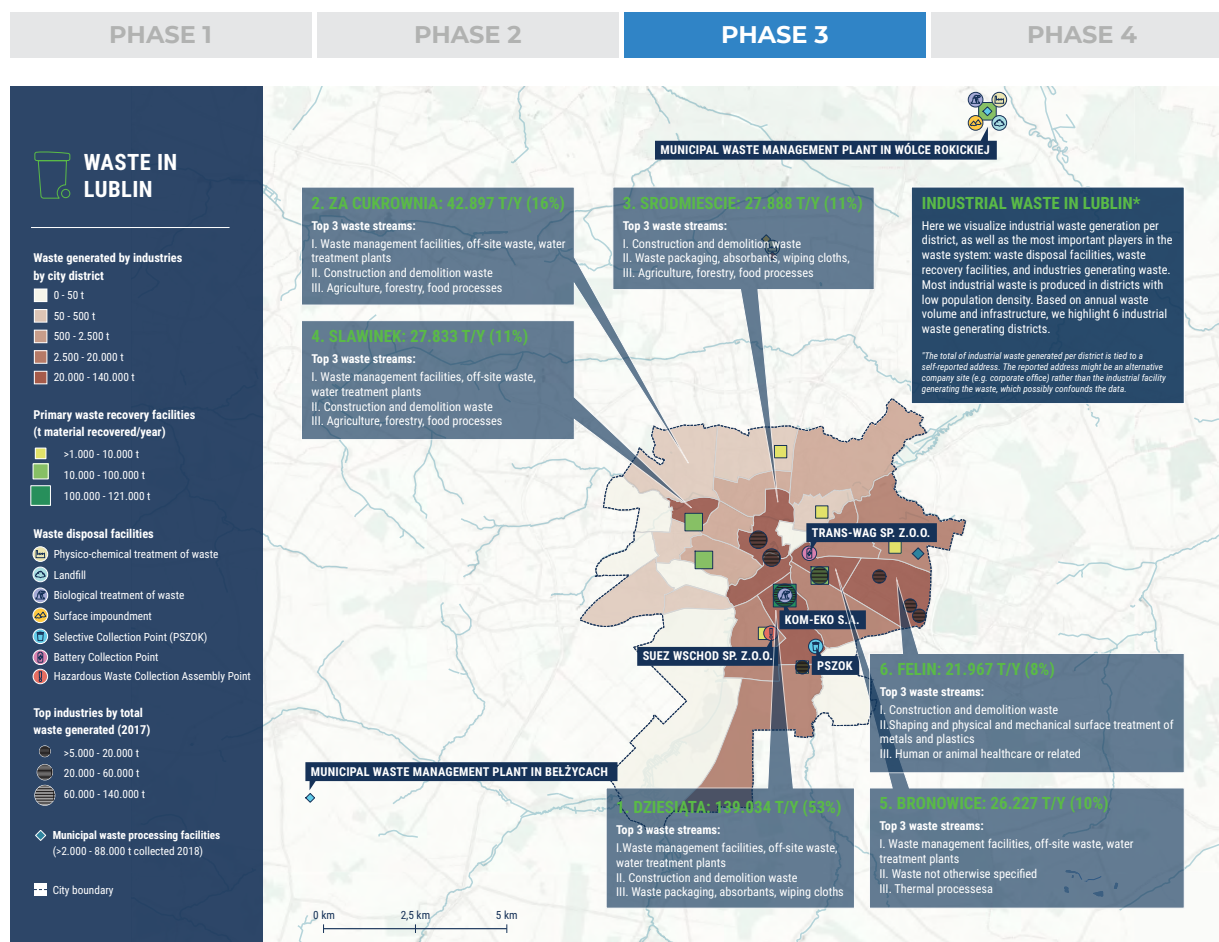 PHASE 1
PHASE 2
PHASE 3
PHASE 4
WASTE IN
LUBLIN
Waste generated by industries
by city district
0 - 50 t
50 - 500 t
500 - 2.500 t
2.500 - 20.000 t
20.000 - 140.000 t
Primary waste recovery facilities
(t material recovered/year)
>1.000 - 10.000 t
10.000 - 100.000 t
100.000 - 121.000 t
Waste disposal facilities
Physico-chemical treatment of waste
Landfill
Biological treatment of waste
Surface impoundment
Selective Collection Point (PSZOK)
Battery Collection Point
Hazardous Waste Collection Assembly Point
Top industries by total
waste generated (2017)
>5.000 - 20.000 t
20.000 - 60.000 t
60.000 - 140.000 t
Municipal waste processing facilities
(>2.000 - 88.000 t collected 2018)
City boundary
MUNICIPAL WASTE MANAGEMENT PLANT IN WÓLCE ROKICKIEJ
2. ZA CUKROWNIA: 42.897 T/Y (16%)
Top 3 waste streams:
I. Waste management facilities, off-site waste, water
treatment plants
II. Construction and demolition waste
III. Agriculture, forestry, food processes
3. SRODMIESCIE: 27.888 T/Y (11%)
Top 3 waste streams:
I. Construction and demolition waste
II. Waste packaging, absorbants, wiping cloths,
III. Agriculture, forestry, food processes
INDUSTRIAL WASTE IN LUBLIN*
Here we visualize industrial waste generation per
district, as well as the most important players in the
waste system: waste disposal facilities, waste
recovery facilities, and industries generating waste.
Most industrial waste is produced in districts with
low population density. Based on annual waste
volume and infrastructure, we highlight 6 industrial
waste generating districts.
*The total of industrial waste generated per district is tied to a
self-reported address. The reported address might be an alternative
company site (e.g. corporate office) rather than the industrial facility
generating the waste, which possibly confounds the data.
4. SLAWINEK: 27.833 T/Y (11%)
Top 3 waste streams:
I. Waste management facilities, off-site waste,
water treatment plants
II. Construction and demolition waste
III. Agriculture, forestry, food processes
TRANS-WAG SP. Z.O.O.
KOM-EKO S.A.
SUEZ WSCHOD SP. Z.O.O.
PSZOK
6. FELIN: 21.967 T/Y (8%)
Top 3 waste streams:
I. Construction and demolition waste
II.Shaping and physical and mechanical surface treatment of
metals and plastics
III. Human or animal healthcare or related
MUNICIPAL WASTE MANAGEMENT PLANT IN BEŁŻYCACH
1. DZIESIĄTA: 139.034 T/Y (53%)
Top 3 waste streams:
I.Waste management facilities, off-site waste,
water treatment plants
II. Construction and demolition waste
III. Waste packaging, absorbants, wiping cloths
5. BRONOWICE: 26.227 T/Y (10%)
Top 3 waste streams:
I. Waste management facilities, off-site waste, water
treatment plants
II. Waste not otherwise specified
III. Thermal processesa
0 km
2,5 km
5 km